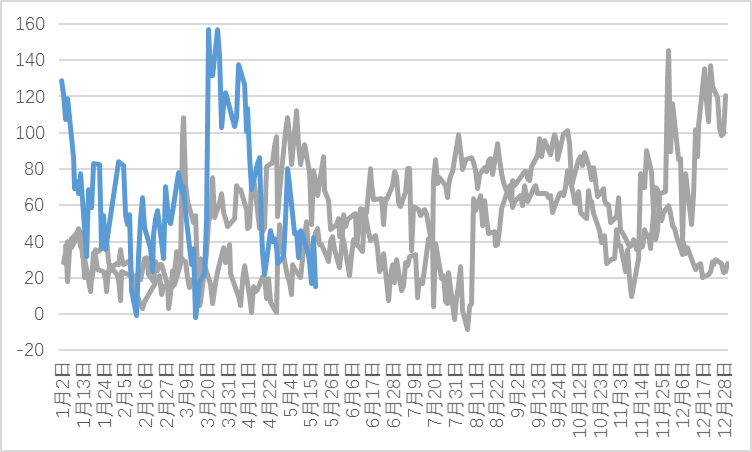 160
140
120
100
80
60
40
20
0
-20
1月2日
1月13日
1月24日
2月5日
2月16日
2月27日
3月9日
3月20日
3月31日
4月11日
4月22日
5月4日
5月15日
5月26日
6月6日
6月17日
6月28日
7月9日
7月20日
7月31日
8月11日
8月22日
9月2日
9月13日
9月24日
10月12日
10月23日
11月3日
11月14日
11月25日
12月6日
12月17日
12月28日